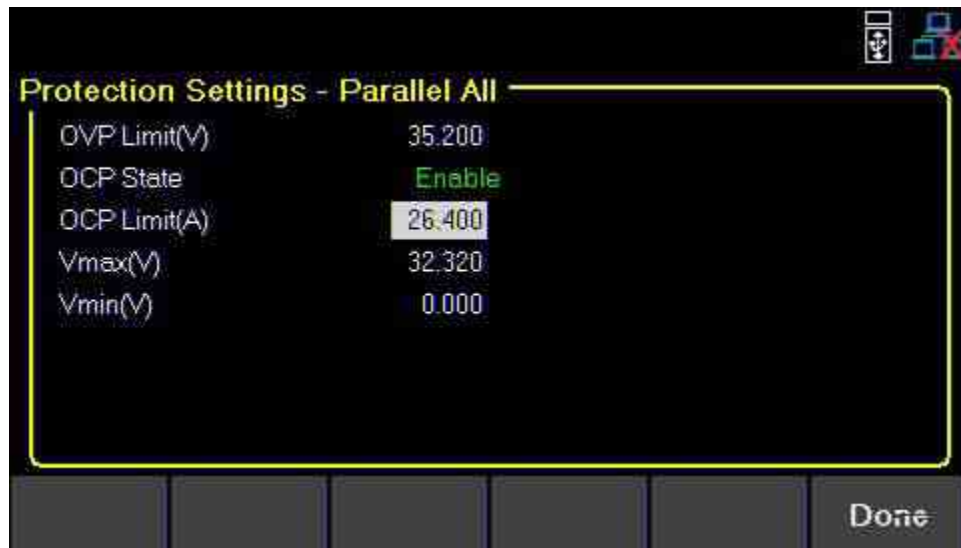 Protection Settings - Parallel All
OVP Limit(V) 35.200
OCP State Enable
OCP Limit(A) 26.400
Vmax(V) 32.320
Vmin(V) 0.000
Done